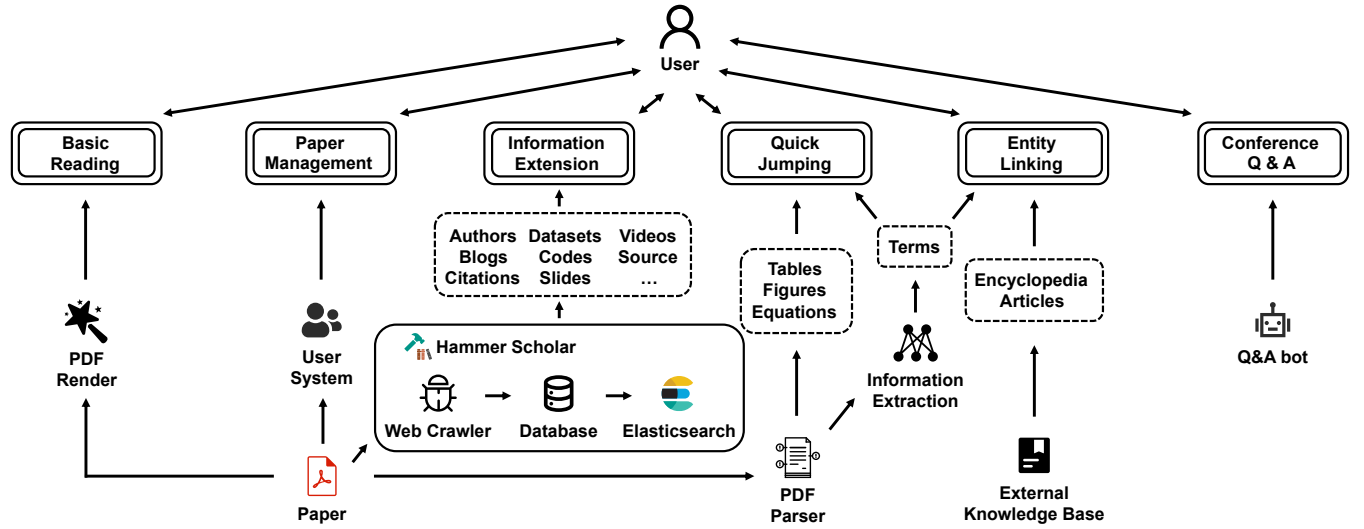 User
Basic
Reading
Paper
Management
Information
Extension
Quick
Jumping
Entity
Linking
Conference
Q & A
Authors Datasets Videos
Blogs Codes Source
Citations Slides ...
Terms
Tables
Figures
Equations
Encyclopedia
Articles
PDF
Render
User
System
Hammer Scholar
Web Crawler
Database
Elasticsearch
Information
Extraction
Q&A bot
Paper
PDF
Parser
External
Knowledge Base